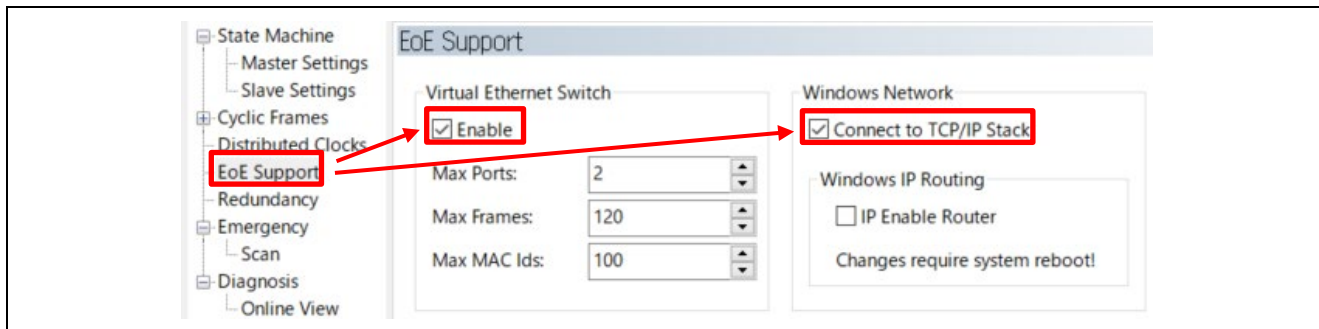 State Machine
Master Settings
Slave Settings
Cyclic Frames
Distributed Clocks
EoE Support
Redundancy
Emergency
Scan
Diagnosis
Online View
EoE Support
Virtual Ethernet Switch
Enable
Max Ports: 2
Max Frames: 120
Max MAC Ids: 100
Windows Network
Connect to TCP/IP Stack
Windows IP Routing
IP Enable Router
Changes require system reboot!